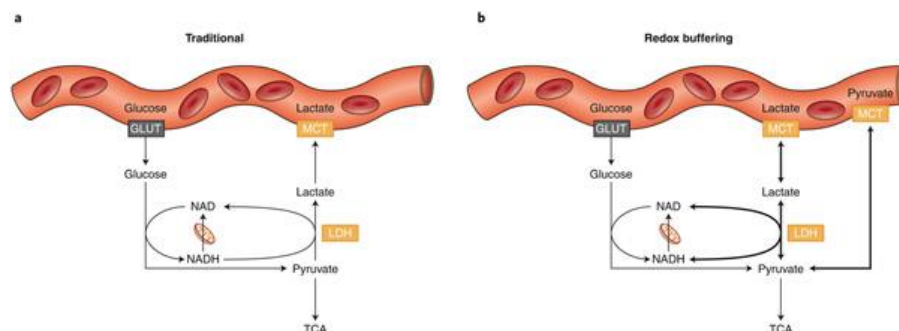 a
Traditional
Glucose
GLUT
Lactate
MCT
Glucose
Lactate
NAD
LDH
NADH
Pyruvate
TCA
b
Redox buffering
Glucose
GLUT
Lactate
MCT
Pyruvate
MCT
Glucose
Lactate
NAD
LDH
NADH
Pyruvate
TCA